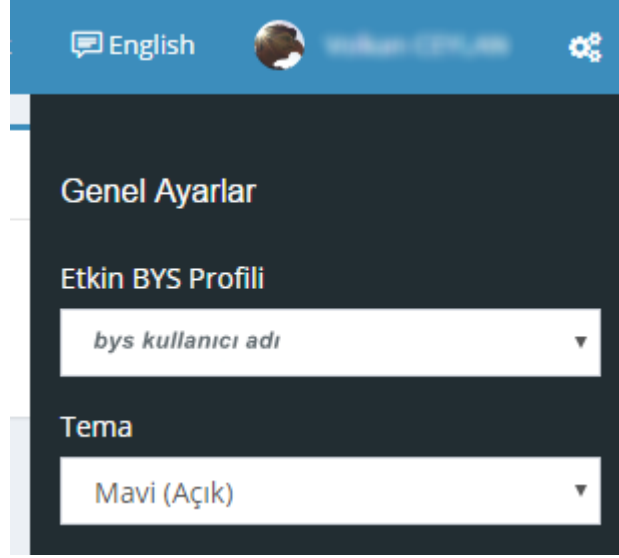 English
Genel Ayarlar
Etkin BYS Profili
bys kullanıcı adı
Tema
Mavi (Açık)